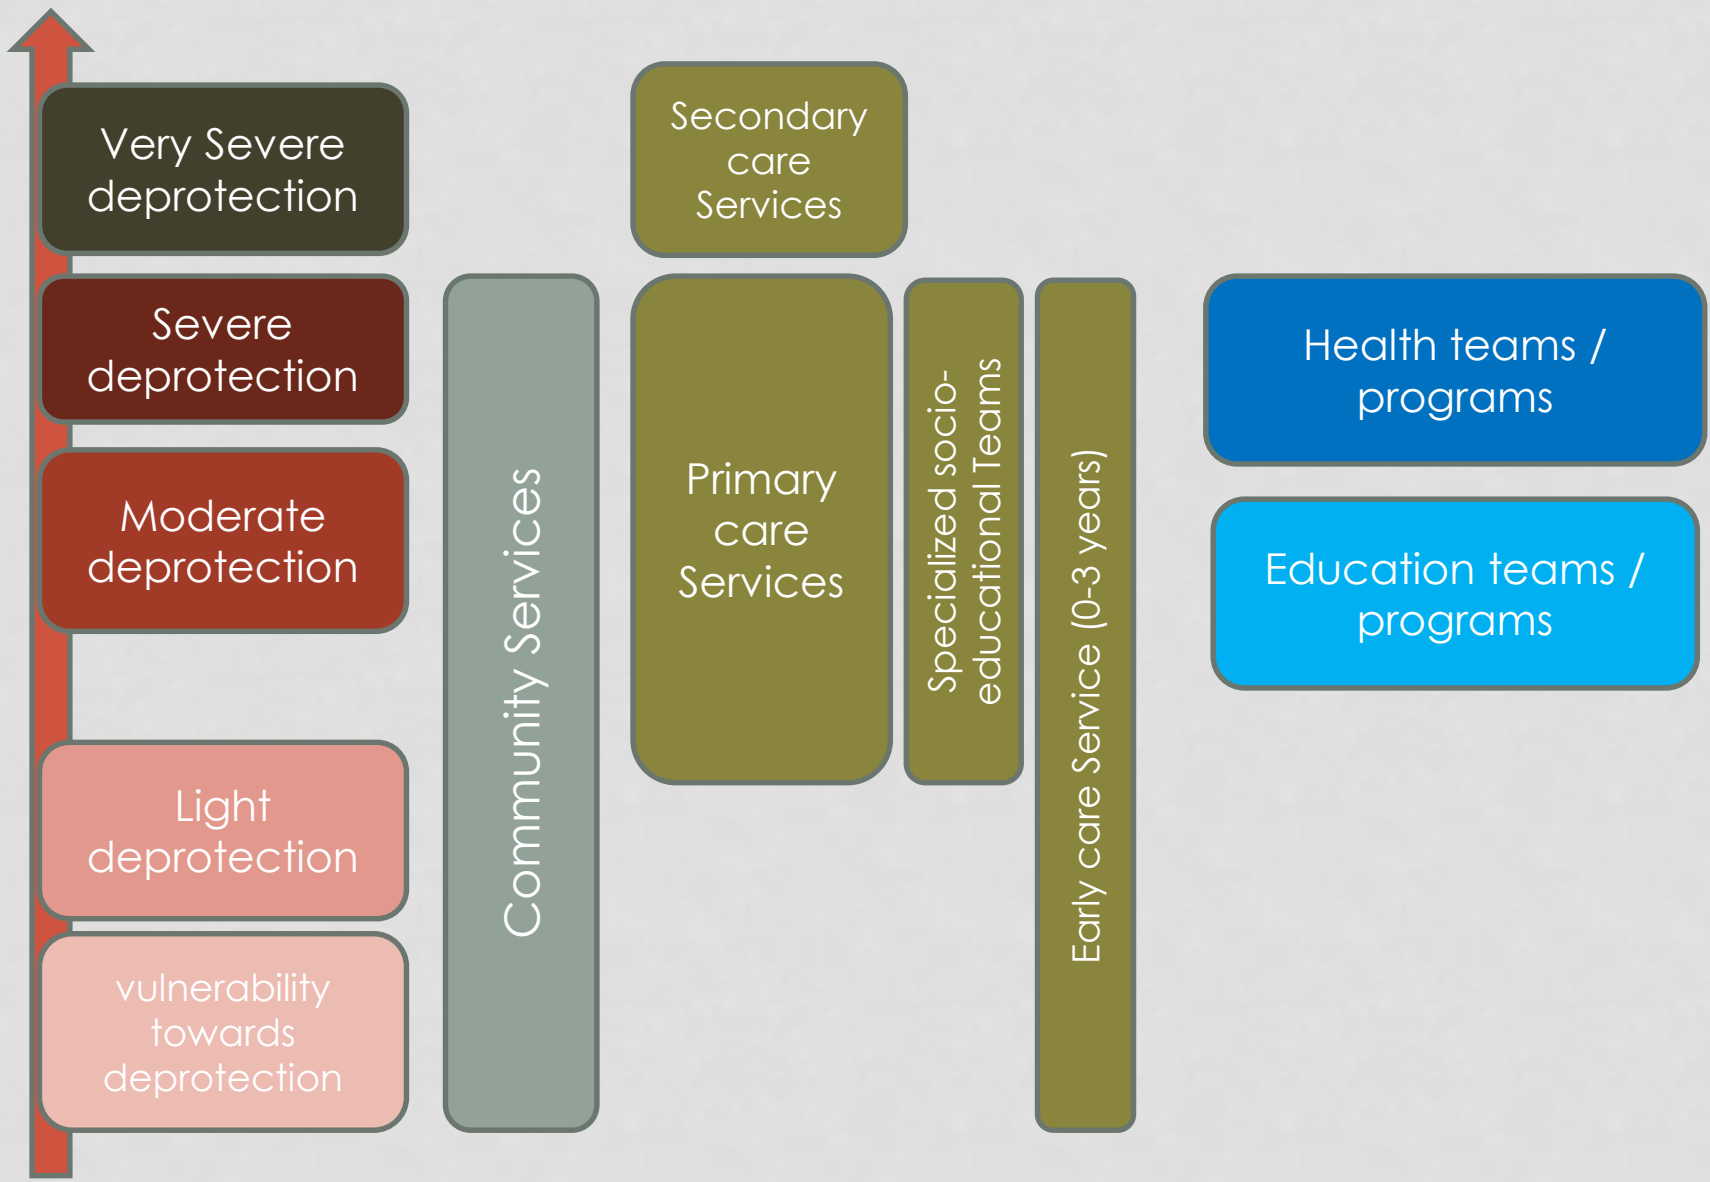 Very Severe
deprotection
Severe
deprotection
Moderate
deprotection
Light
deprotection
vulnerability
towards
deprotection
Community Services
Secondary
care
Services
Primary
care
Services
Specialized socio-
educational Teams
Early care Service (0-3 years)
Health teams /
programs
Education teams /
programs